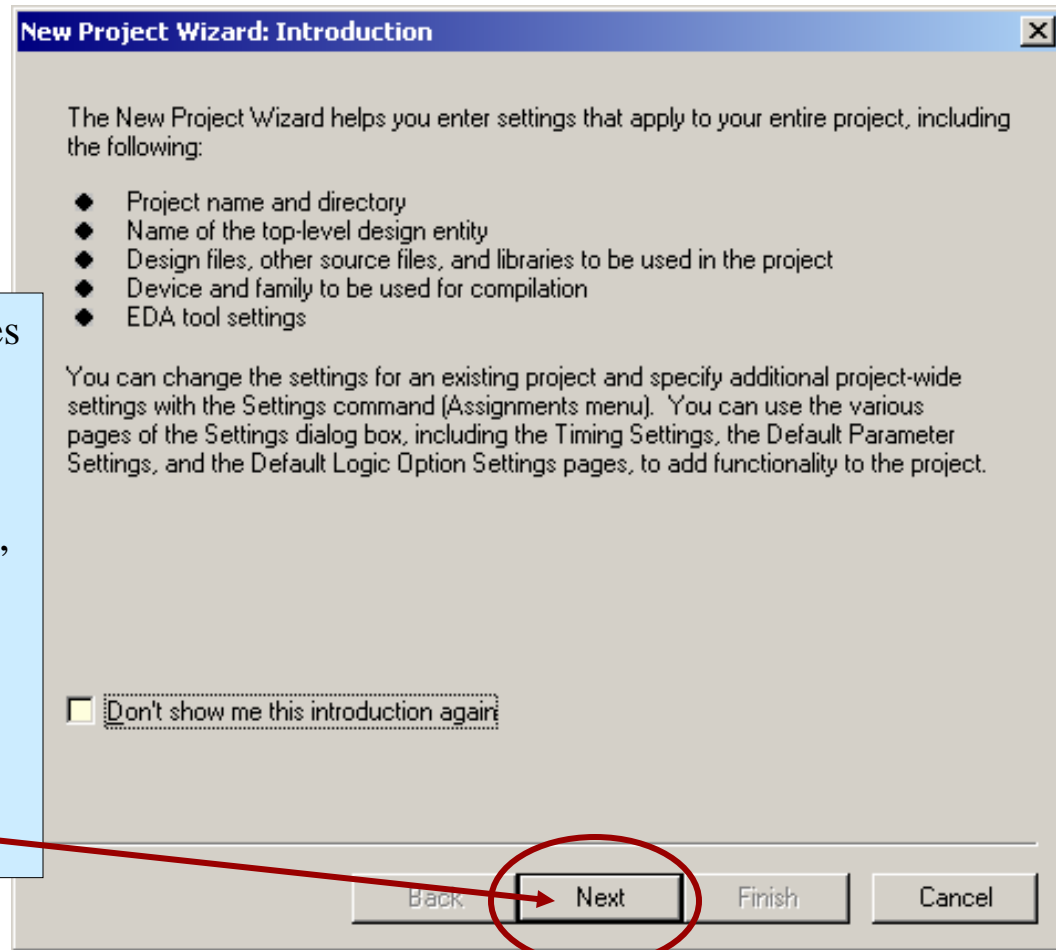 New Project Wizard: Introduction
The New Project Wizard helps you enter settings that apply to your entire project, including
the following:
Project name and directory
Name of the top-level design entity
Design files, other source files, and libraries to be used in the project
Device and family to be used for compilation
EDA tool settings
es
You can change the settings for an existing project and specify additional project-wide
settings with the Settings command (Assignments menu).  You can use the various
pages of the Settings dialog box, including the Timing Settings, the Default Parameter
Settings, and the Default Logic Option Settings pages, to add functionality to the project.
,
Don't show me this introduction again
Back Next Finish Cancel